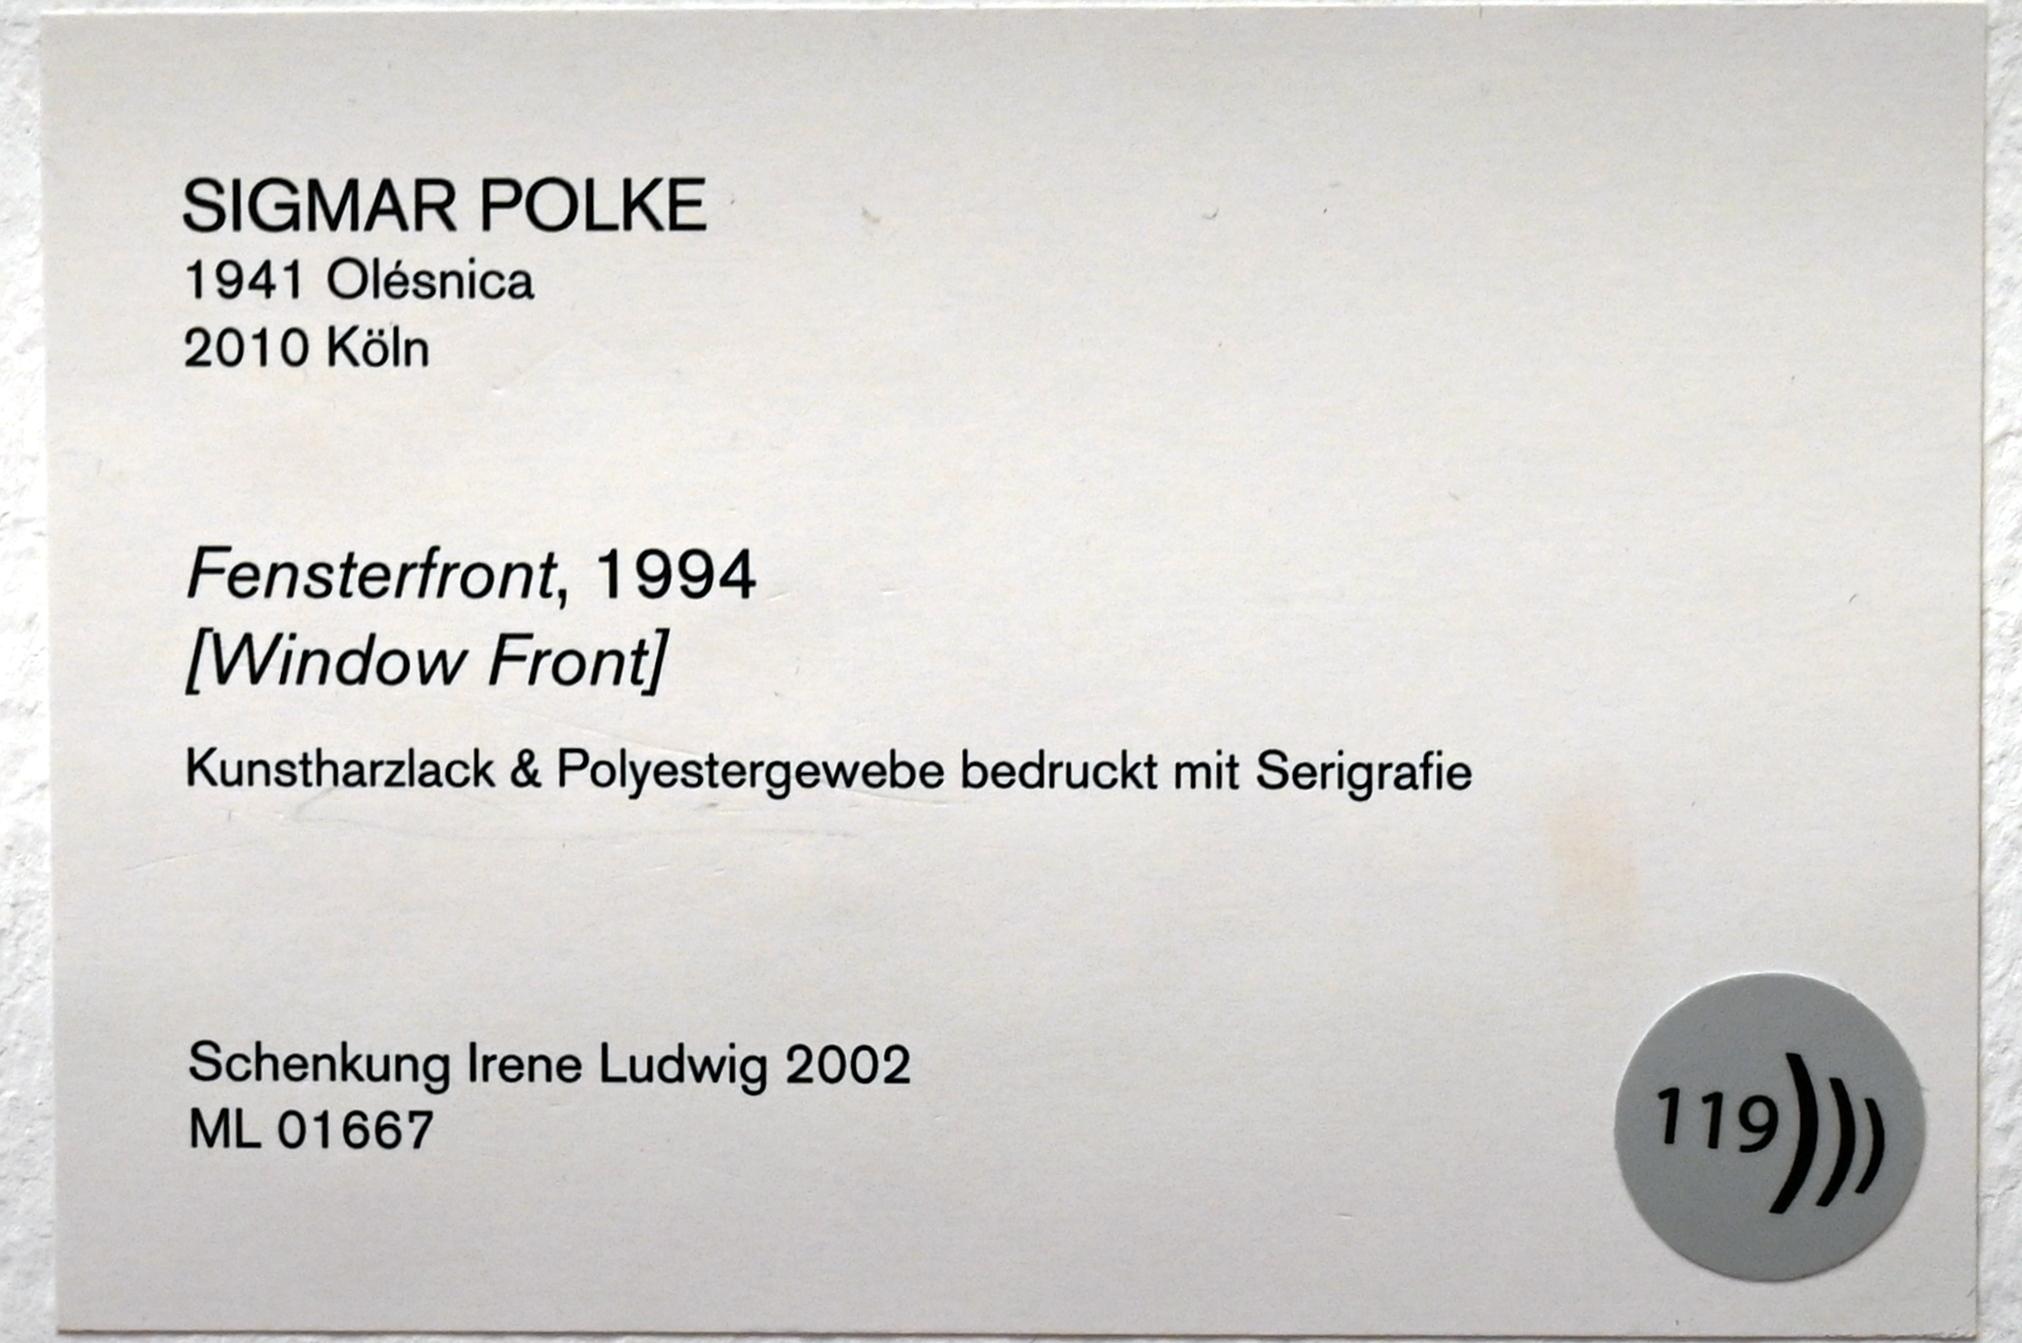 SIGMAR POLKE
1941 Olésnica
2010 Köln
Fensterfront, 1994
[Window Front]
Kunstharzlack & Polyestergewebe bedruckt mit Serigrafie
Schenkung Irene Ludwig 2002
ML 01667
119